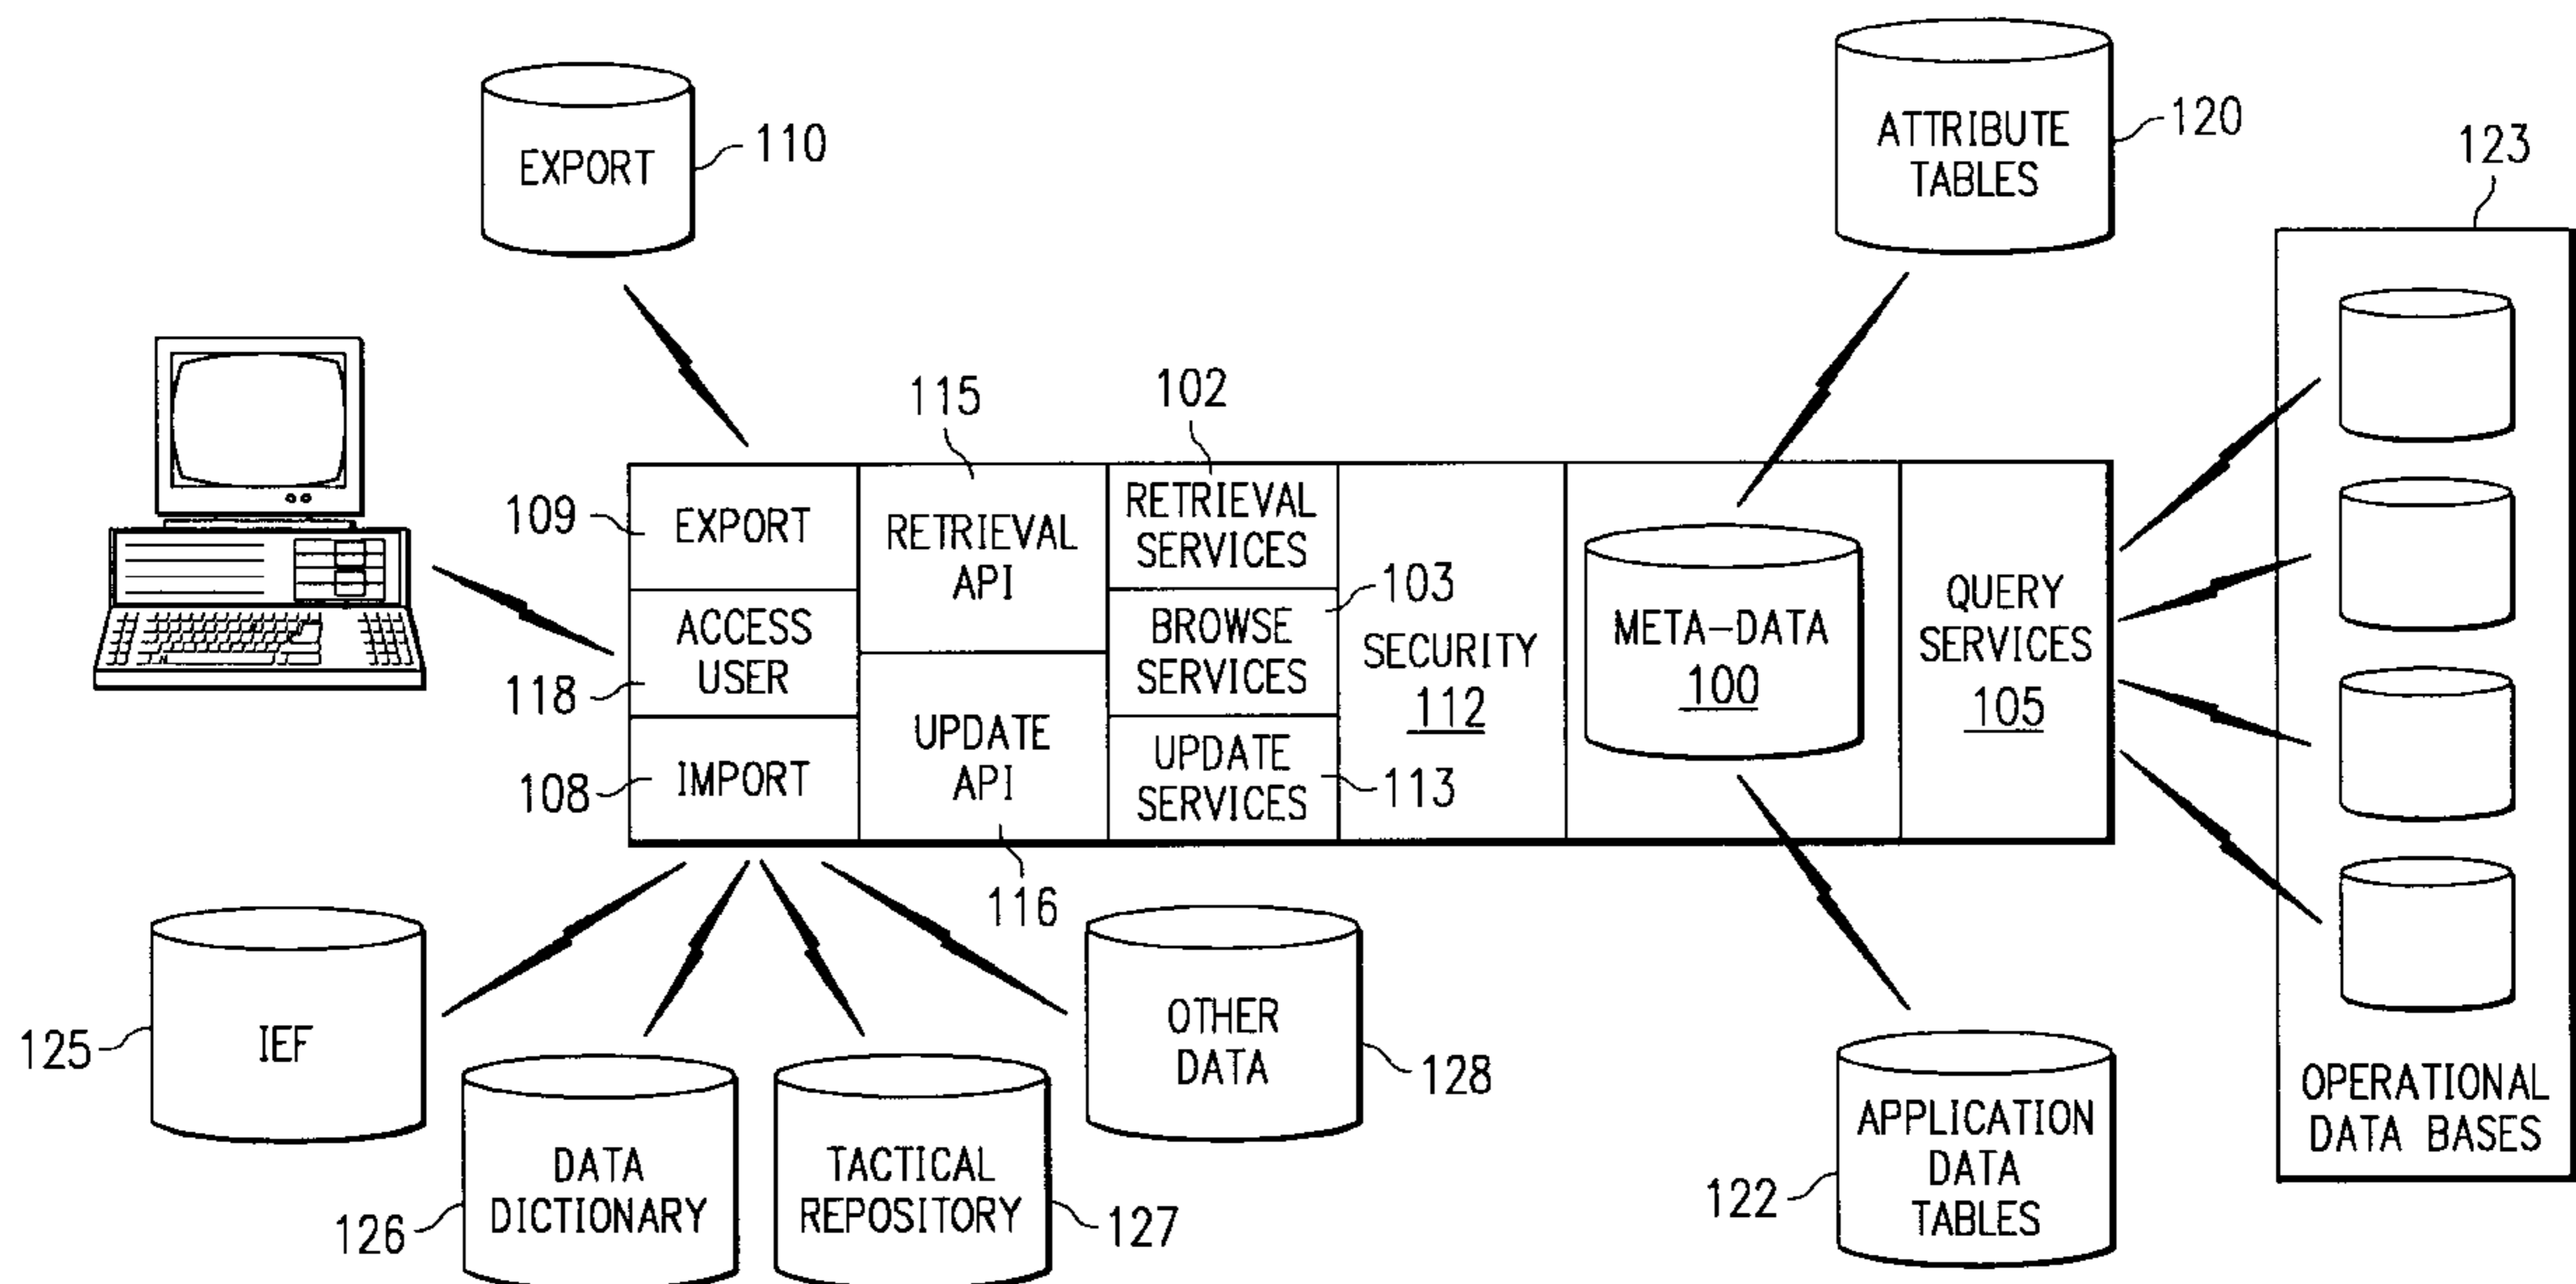 EXPORT
110
ATTRIBUTE
TABLES
120
123
115
102
109
EXPORT
RETRIEVAL
API
RETRIEVAL
SERVICES
103
ACCESS
USER
118
BROWSE
SERVICES
SECURITY
112
META-DATA
100
QUERY
SERVICES
105
108
IMPORT
UPDATE
API
UPDATE
SERVICES
113
116
125
IEF
OTHER
DATA
128
DATA
DICTIONARY
126
TACTICAL
REPOSITORY
127
APPLICATION
DATA
TABLES
122
OPERATIONAL
DATA BASES